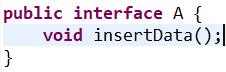 public interface A {
    void insertData();
}